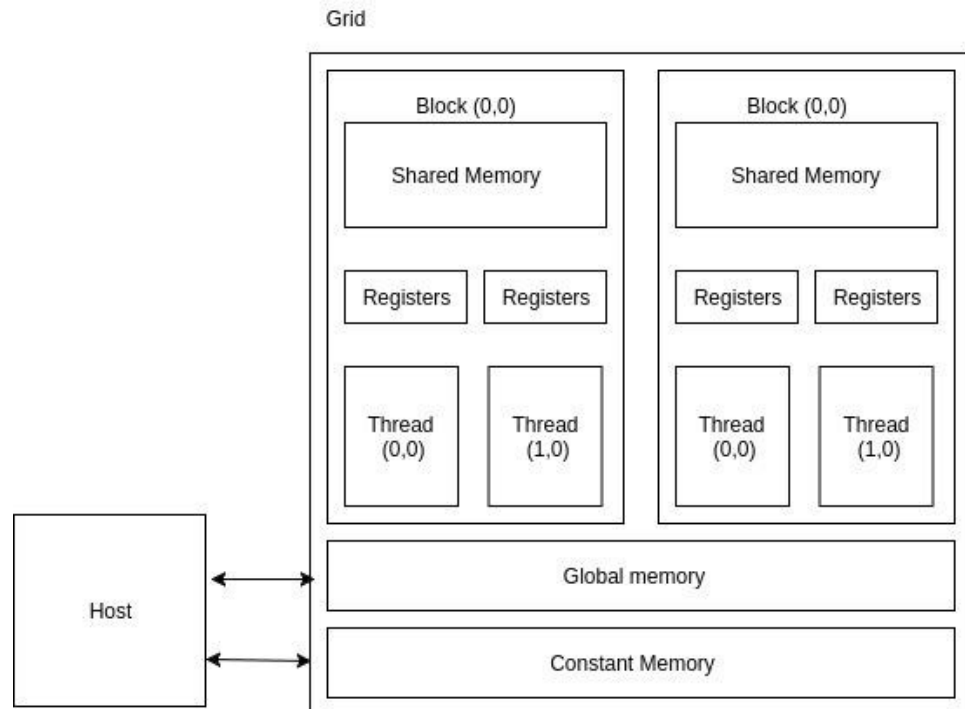 Grid
Block (0,0)
Shared Memory
Registers
Registers
Thread
(0,0)
Thread
(1,0)
Block (0,0)
Shared Memory
Registers
Registers
Thread
(0,0)
Thread
(1,0)
Host
Global memory
Constant Memory